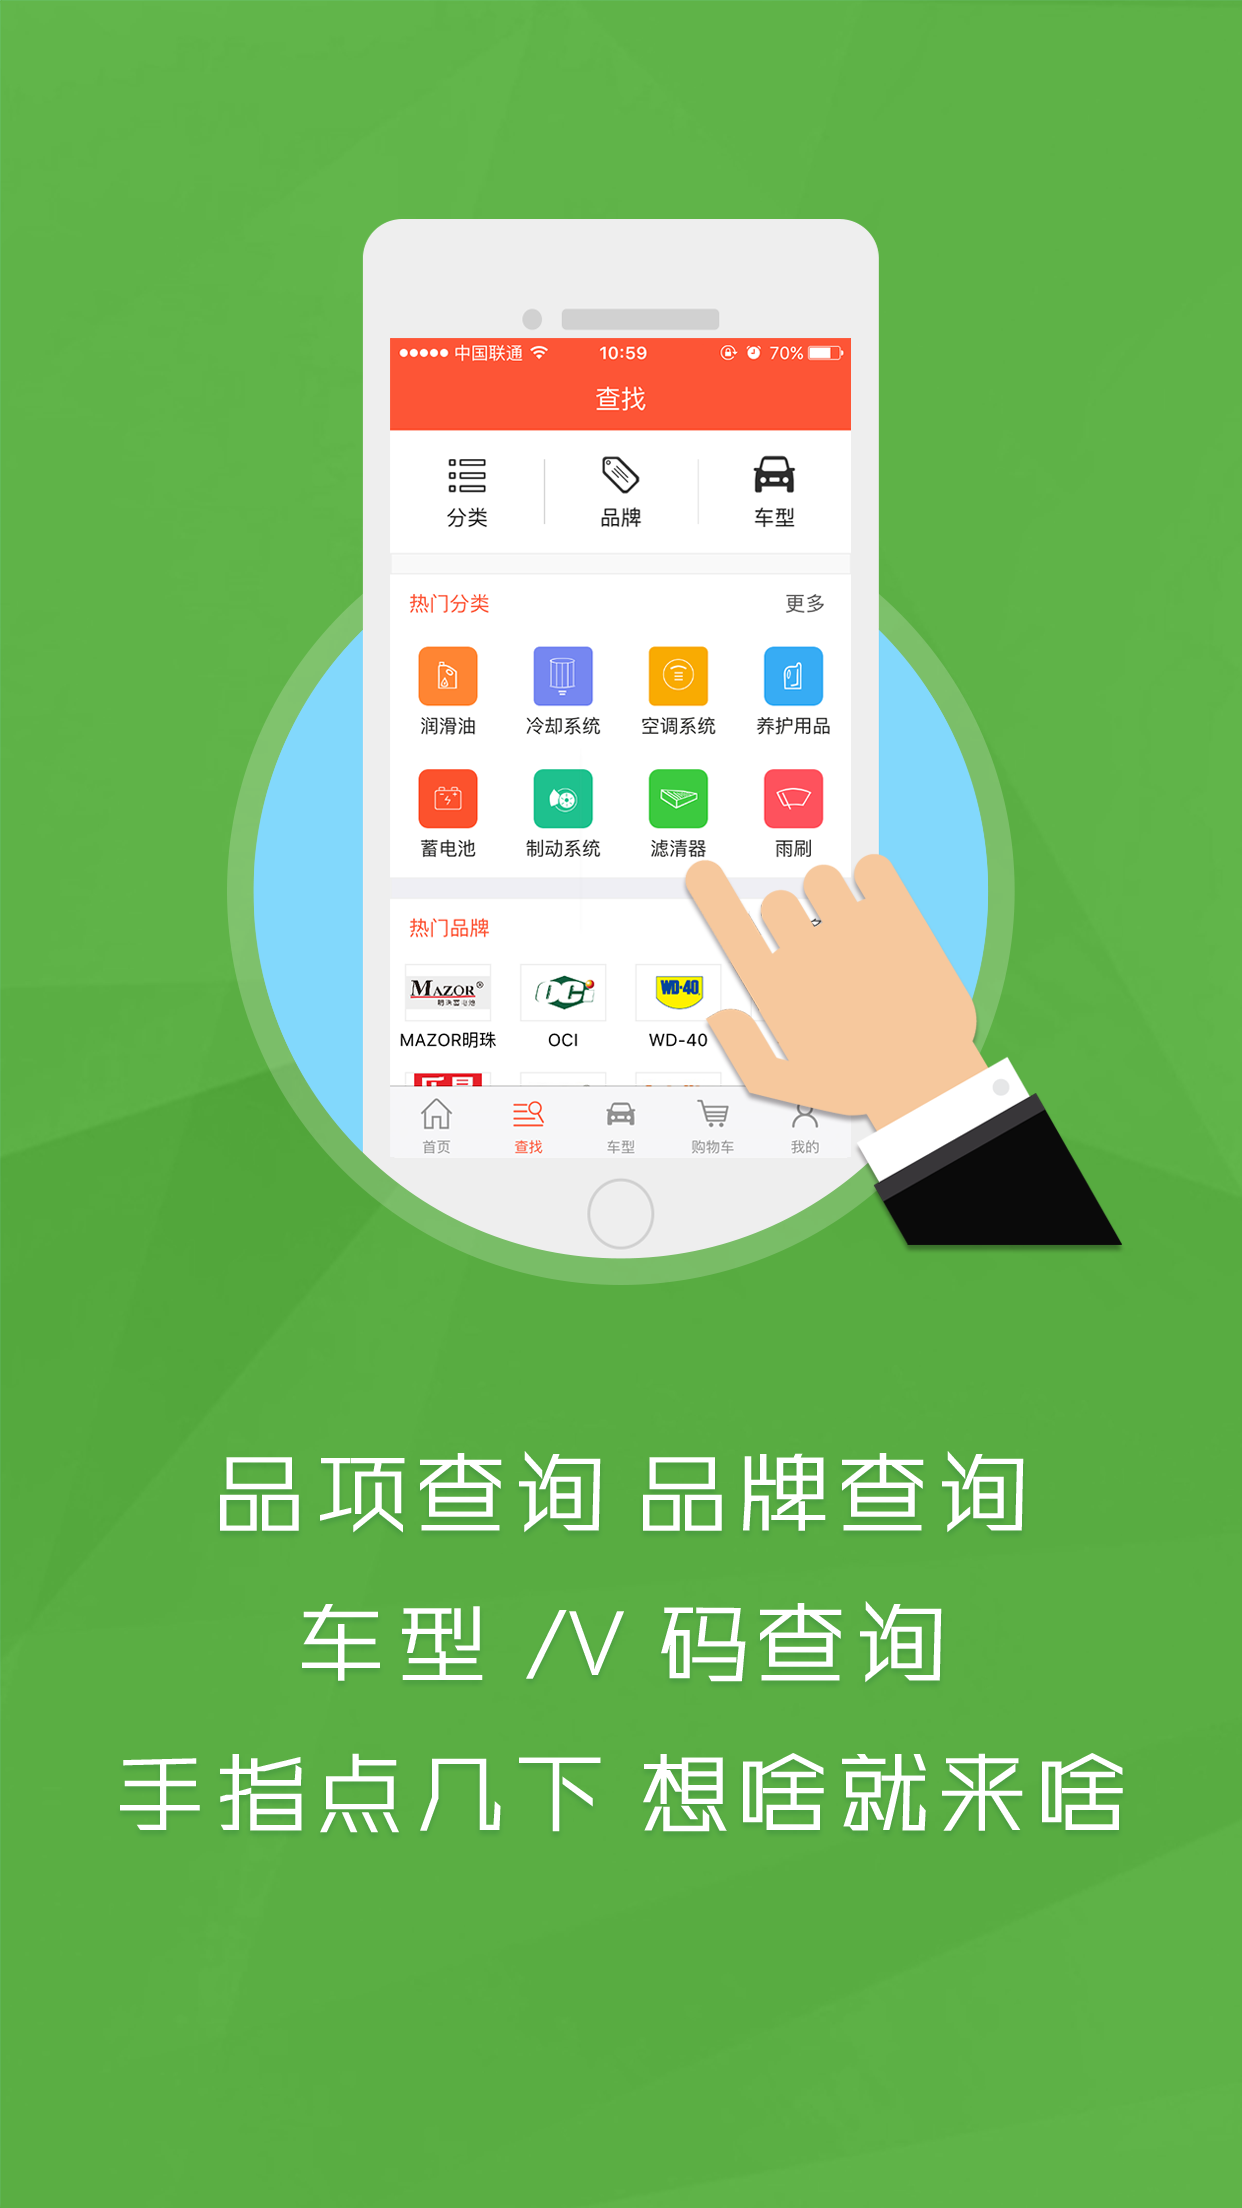 中国联通 10:59 70%
查找
分类 品牌 车型
热门分类 更多
润滑油 冷却系统 空调系统 养护用品
蓄电池 制动系统 滤清器 雨刷
热门品牌
MAZOR® OCi WD-40
MAZOR明珠 OCI WD-40
首页 查找 车型 购物车 我的
品项查询 品牌查询
车型 /V 码查询
手指点几下 想啥就来啥